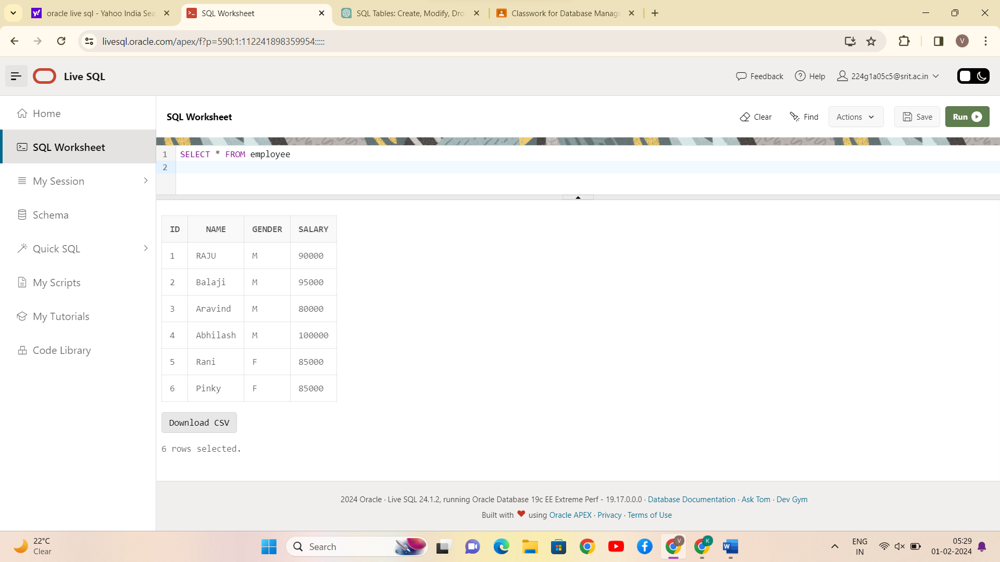 oracle live sql - Yahoo India Sea
SQL Worksheet
SQL Tables: Create, Modify, Dro
Classwork for Database Manage
livesql.oracle.com/apex/f?p=590:1:112241898359954:::::
V
Live SQL
Feedback
Help
224g1a05c5@srit.ac.in
Home
SQL Worksheet
My Session
Schema
Quick SQL
My Scripts
My Tutorials
Code Library
SQL Worksheet
Clear
Find
Actions
Save
Run
1 SELECT * FROM employee
2
ID NAME GENDER SALARY
1 RAJU M 90000
2 Balaji M 95000
3 Aravind M 80000
4 Abhilash M 100000
5 Rani F 85000
6 Pinky F 85000
Download CSV
6 rows selected.
2024 Oracle · Live SQL 24.1.2, running Oracle Database 19c EE Extreme Perf - 19.17.0.0.0 · Database Documentation · Ask Tom · Dev Gym
Built with ❤ using Oracle APEX · Privacy · Terms of Use
22°C
Clear
Search
V
K
W
ENG
IN
05:29
01-02-2024